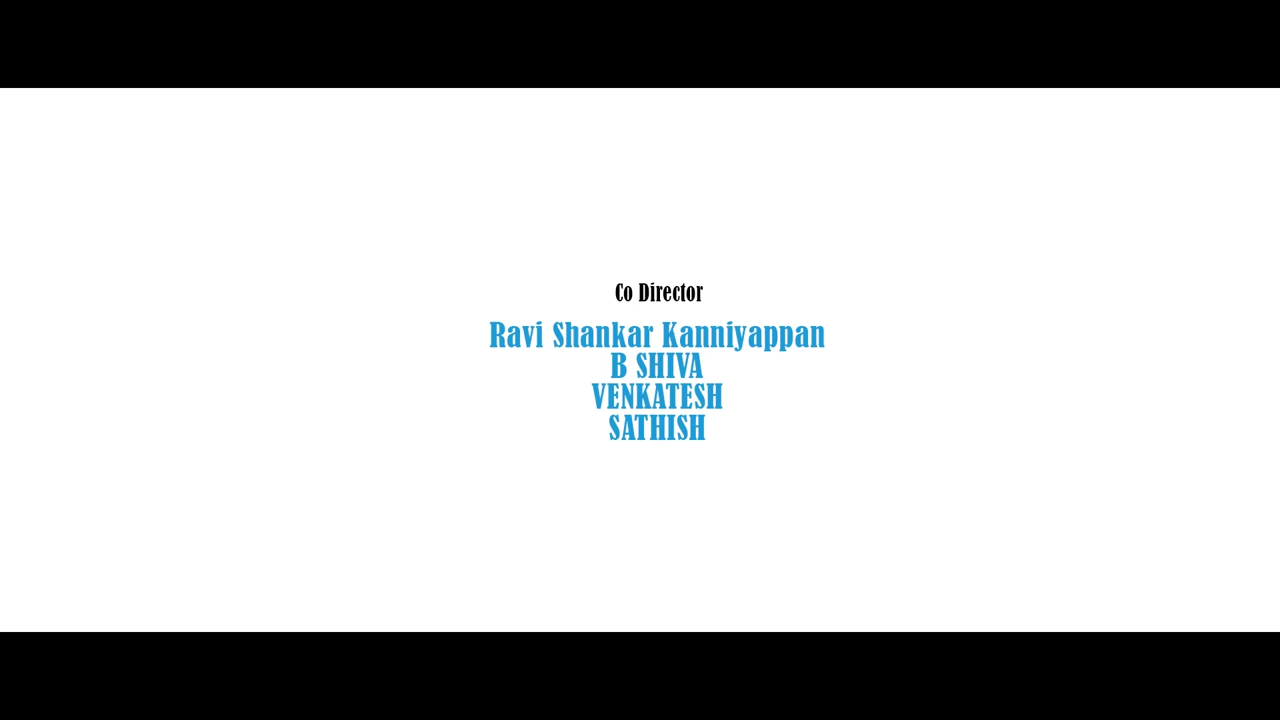 Co Director
Ravi Shankar Kanniyappan
B SHIVA
VENKATESH
SATHISH